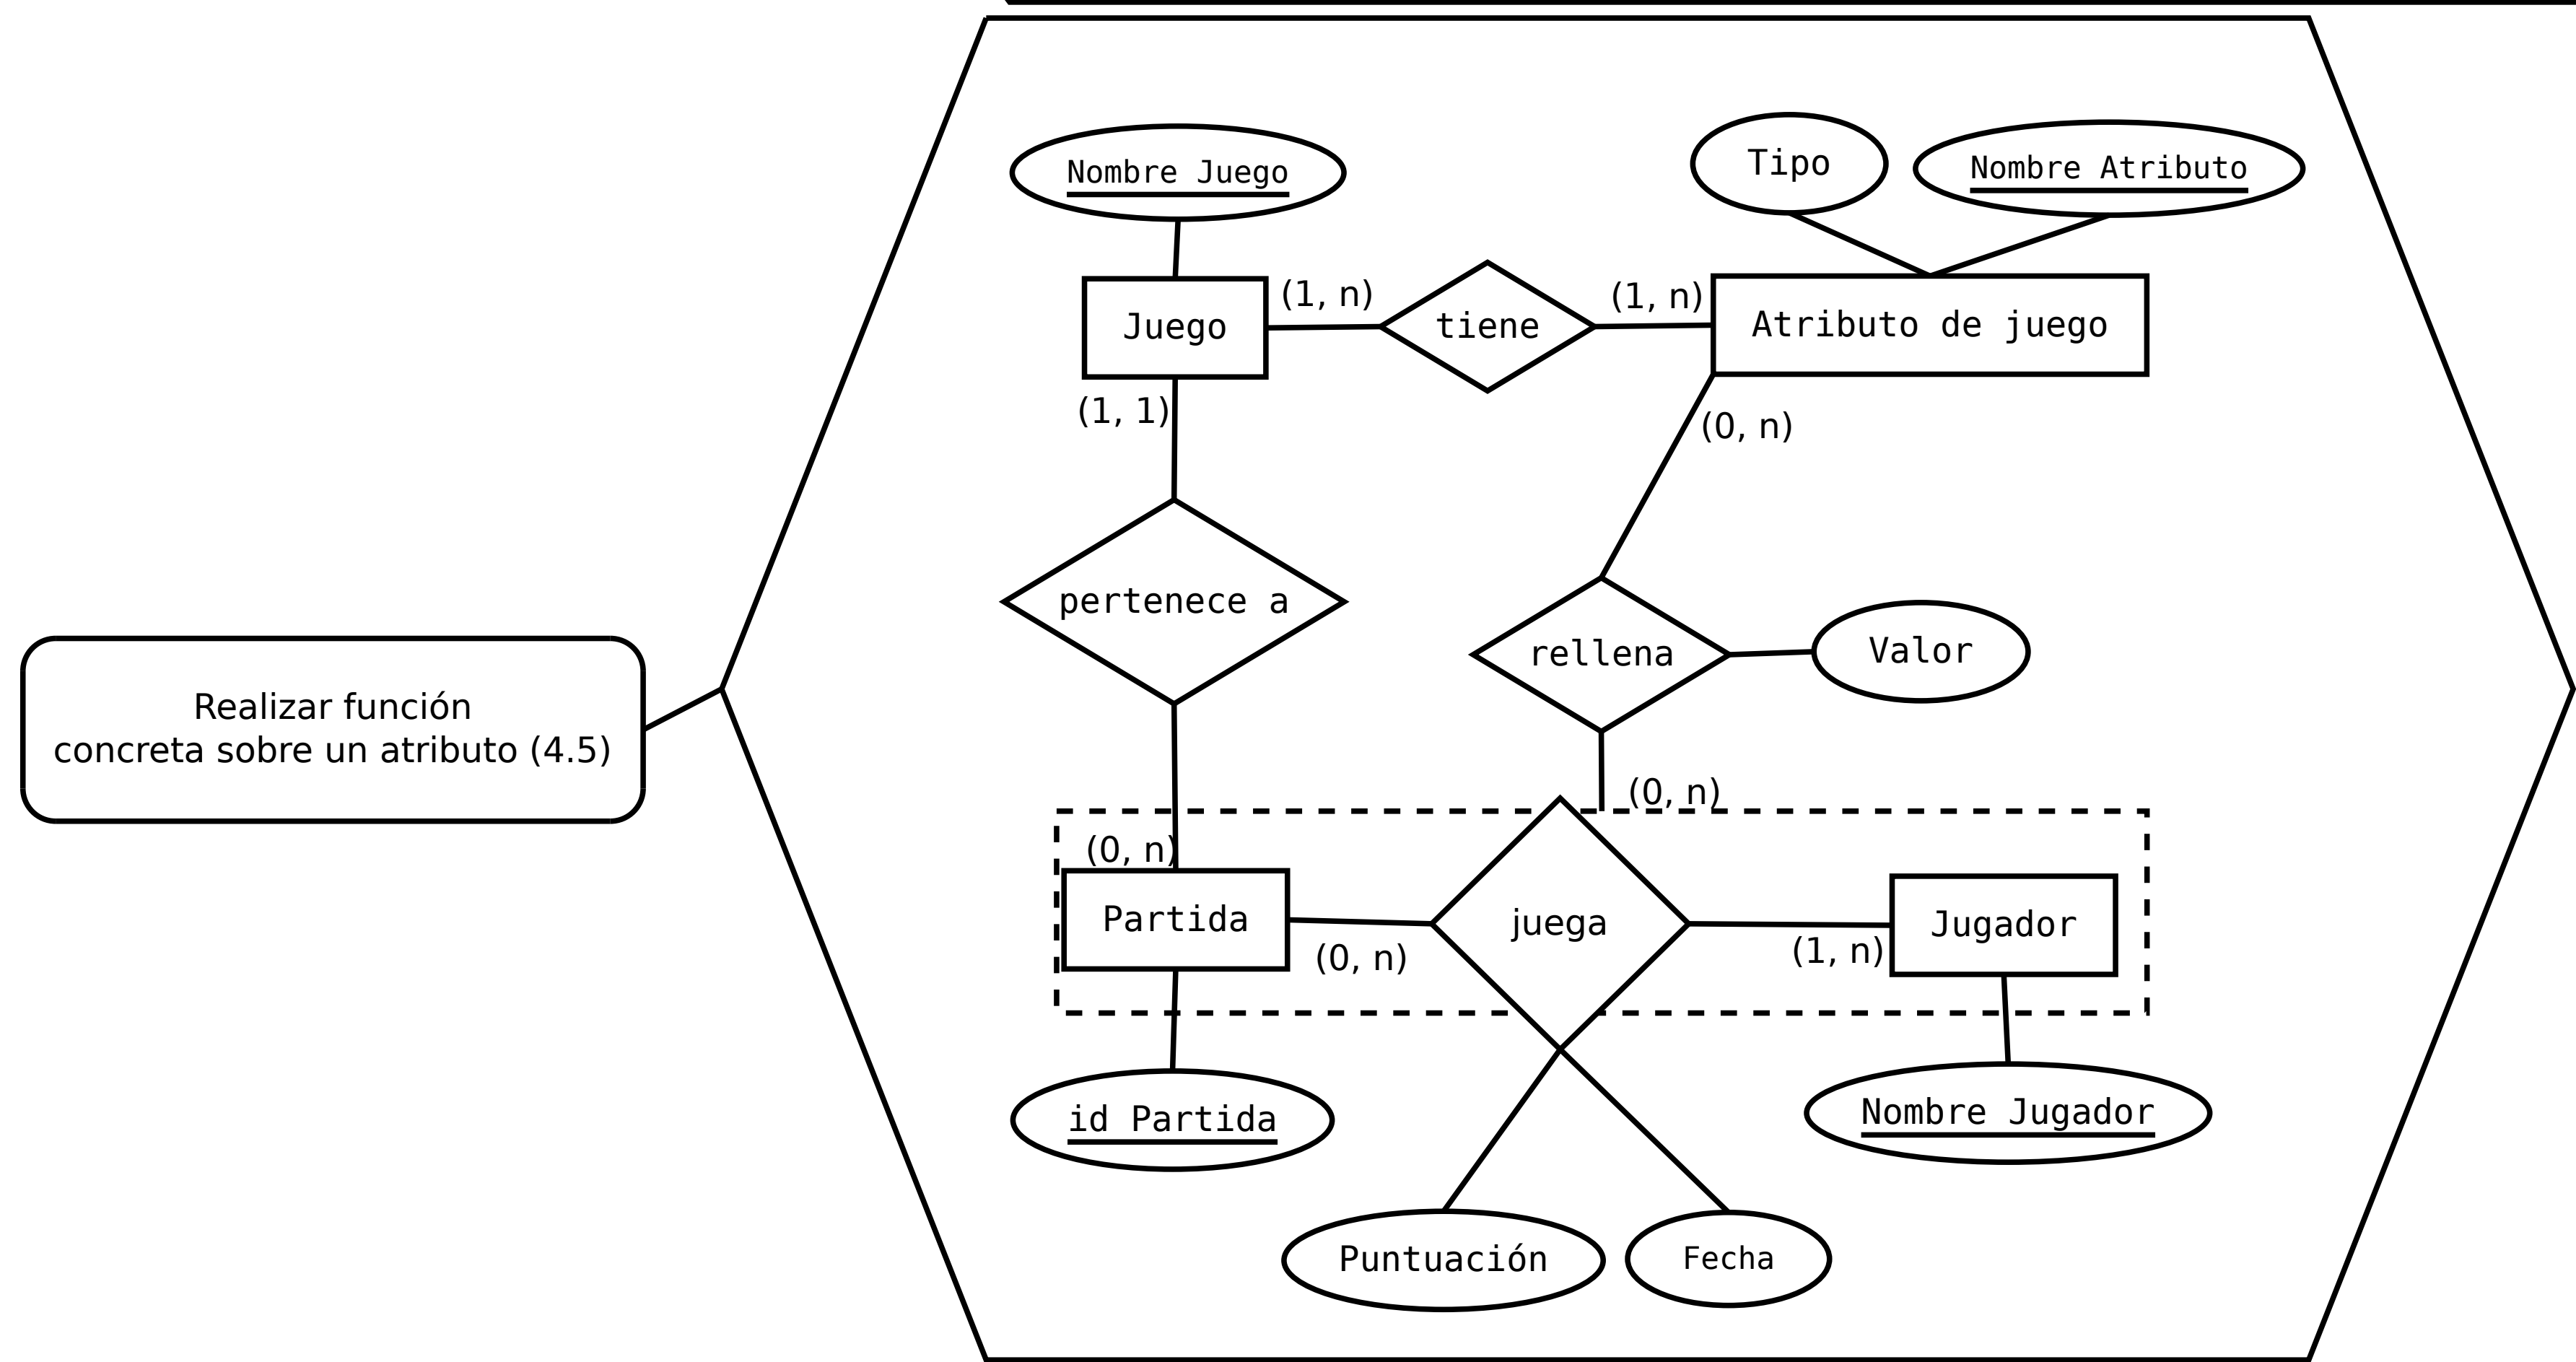 Nombre Juego
Tipo
Nombre Atributo
Juego
(1, n)
tiene
(1, n)
Atributo de juego
(1, 1)
(0, n)
pertenece a
rellena
Valor
Realizar función
concreta sobre un atributo (4.5)
(0, n)
(0, n)
Partida
(0, n)
juega
(1, n)
Jugador
id Partida
Nombre Jugador
Puntuación
Fecha